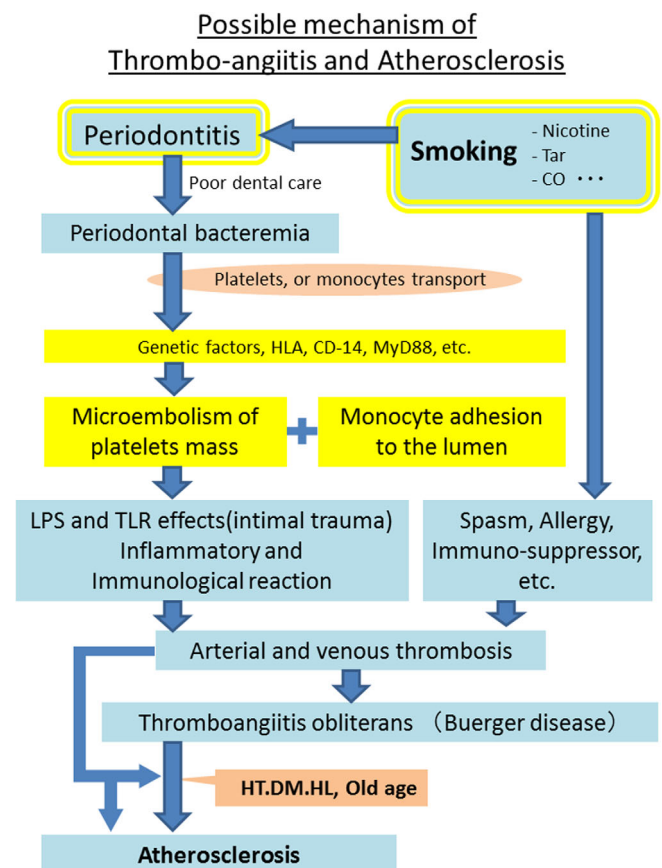 Possible mechanism of
Thrombo-angiitis and Atherosclerosis
Periodontitis
Smoking
- Nicotine
- Tar
- CO ・・・
Poor dental care
Periodontal bacteremia
Platelets, or monocytes transport
Genetic factors, HLA, CD-14, MyD88, etc.
Microembolism of
platelets mass
Monocyte adhesion
to the lumen
LPS and TLR effects(intimal trauma)
Inflammatory and
Immunological reaction
Spasm, Allergy,
Immuno-suppressor,
etc.
Arterial and venous thrombosis
Thromboangiitis obliterans （Buerger disease）
HT.DM.HL, Old age
Atherosclerosis